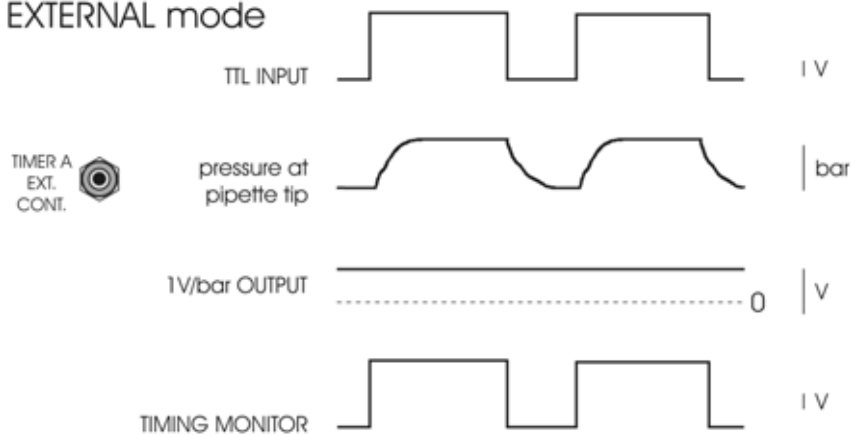 EXTERNAL mode
TTL INPUT
I V
TIMER A
EXT.
CONT.
pressure at
pipette tip
bar
1V/bar OUTPUT
0
V
TIMING MONITOR
I V